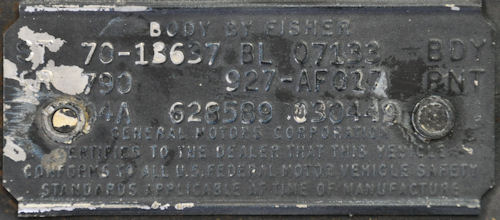 BODY BY FISHER
ST 70-13637 BL 07133 BDY
TR 790 927-AF017 PNT
04A 628589 030449
GENERAL MOTORS CORPORATION
CERTIFIES TO THE DEALER THAT THIS VEHICLE
CONFORMS TO ALL U.S. FEDERAL MOTOR VEHICLE SAFETY
STANDARDS APPLICABLE AT TIME OF MANUFACTURE